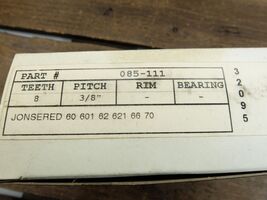 PART # 085-111
TEETH PITCH RIM BEARING
8 3/8" - -
JONSERED 60 601 62 621 66 70
32095